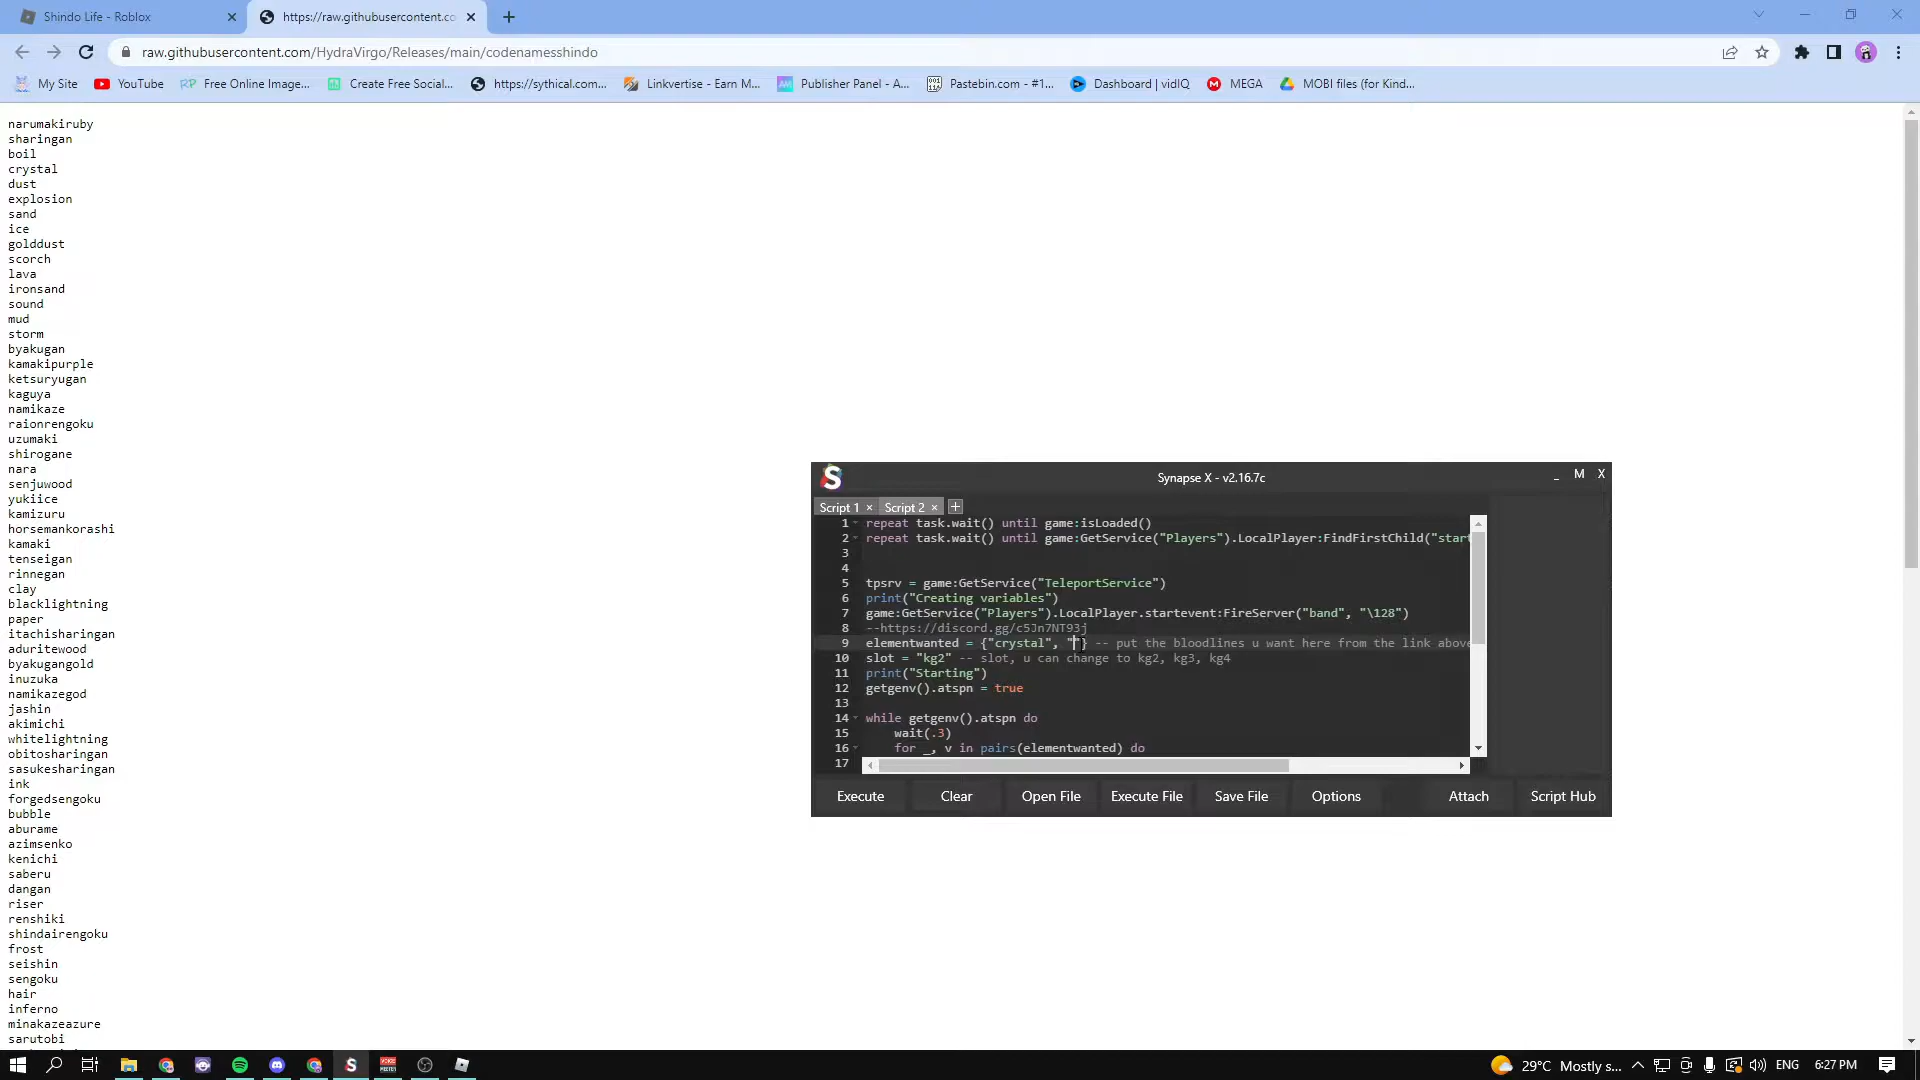 Shindo Life - Roblox
https://raw.githubusercontent.co
raw.githubusercontent.com/HydraVirgo/Releases/main/codenamesshindo
My Site
YouTube
RP Free Online Image...
Create Free Social...
https://sythical.com...
Linkvertise - Earn M...
Publisher Panel - A...
Pastebin.com - #1...
Dashboard | vidIQ
MEGA
MOBI files (for Kind...
narumakiruby
sharingan
boil
crystal
dust
explosion
sand
ice
golddust
scorch
lava
ironsand
sound
mud
storm
byakugan
kamakipurple
ketsuryugan
kaguya
namikaze
raionrengoku
uzumaki
shirogane
nara
senjuwood
yukiice
kamizuru
horsemankorashi
kamaki
tenseigan
rinnegan
clay
blacklightning
paper
itachisharingan
aduritewood
byakugangold
inuzuka
namikazegod
jashin
akimichi
whitelightning
obitosharingan
sasukesharingan
ink
forgedsengoku
bubble
aburame
azimsenko
kenichi
saberu
dangan
riser
renshiki
shindairengoku
frost
seishin
sengoku
hair
inferno
minakazeazure
sarutobi
Synapse X - v2.16.7c
_ M X
Script 1 × Script 2 × +
1 repeat task.wait() until game:isLoaded()
2 repeat task.wait() until game:GetService("Players").LocalPlayer:FindFirstChild("start
3
4
5 tpsrv = game:GetService("TeleportService")
6 print("Creating variables")
7 game:GetService("Players").LocalPlayer.startevent:FireServer("band", "\128")
8 --https://discord.gg/c5Jn7NT93j
9 elementwanted = {"crystal", ""} -- put the bloodlines u want here from the link above
10 slot = "kg2" -- slot, u can change to kg2, kg3, kg4
11 print("Starting")
12 getgenv().atspn = true
13
14 while getgenv().atspn do
15 wait(.3)
16 for _, v in pairs(elementwanted) do
17
Execute Clear Open File Execute File Save File Options Attach Script Hub
29°C Mostly s... ENG 6:27 PM